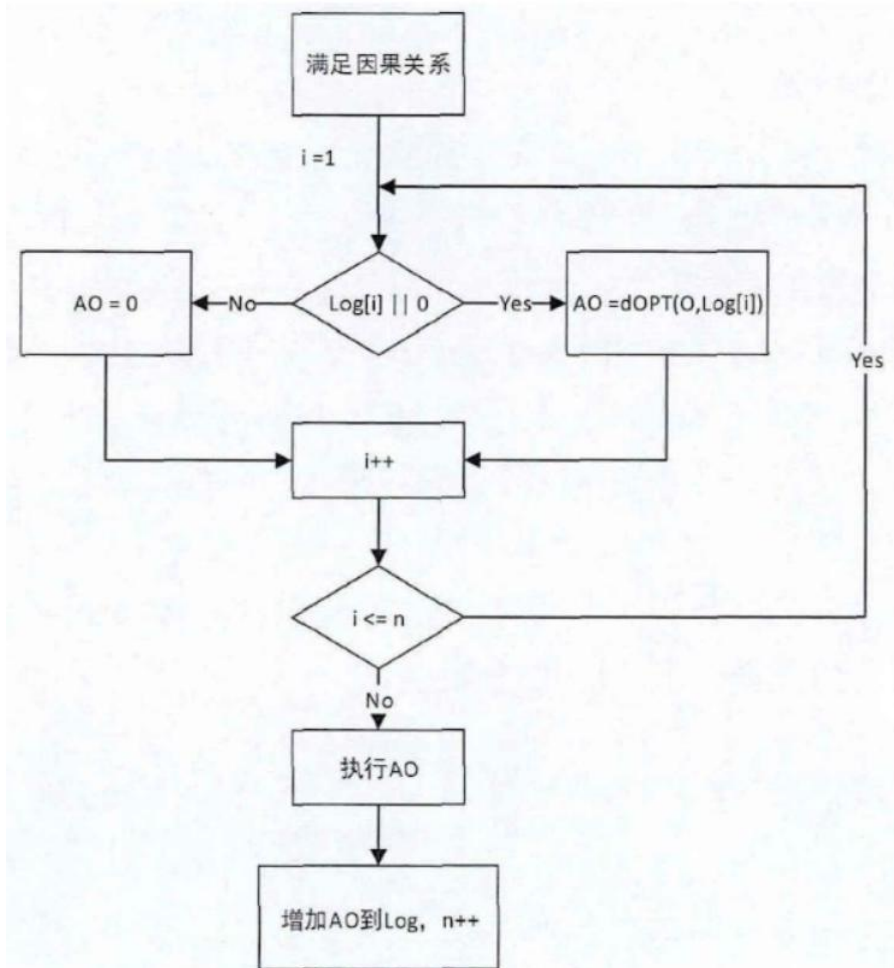 满足因果关系
i =1
AO = 0
No
Log[i] || 0
Yes
AO =dOPT(O,Log[i])
Yes
i++
i <= n
No
执行AO
增加AO到Log，n++